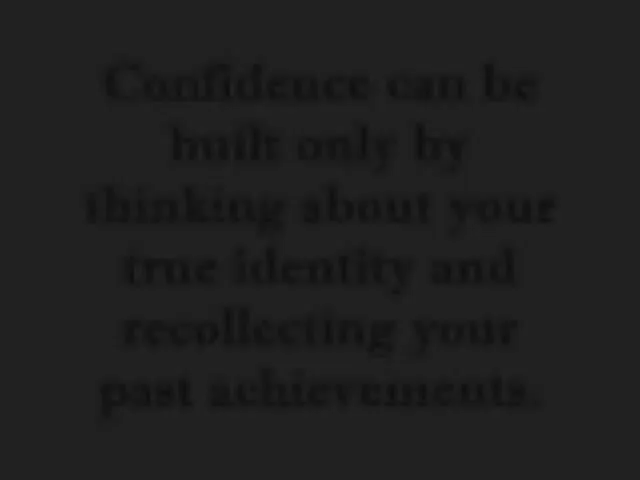 Confidence can be
built only by
thinking about your
true identity and
recollecting your
past achievements.